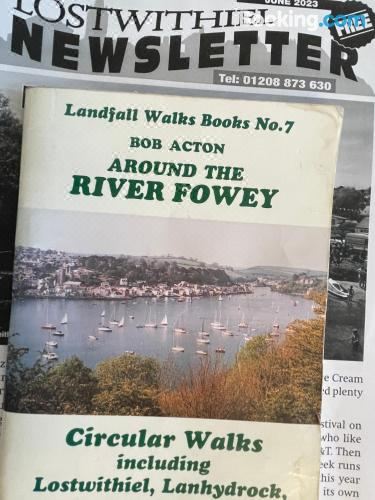 JUNE 2023
LOSTWITHIEL
Booking.com
FREE
NEWSLETTER
Tel: 01208 873 630
Landfall Walks Books No.7
BOB ACTON
AROUND THE
RIVER FOWEY
Circular Walks
including
Lostwithiel, Lanhydrock,
Cream
plenty
on
who like
Then
runs
his year
its own